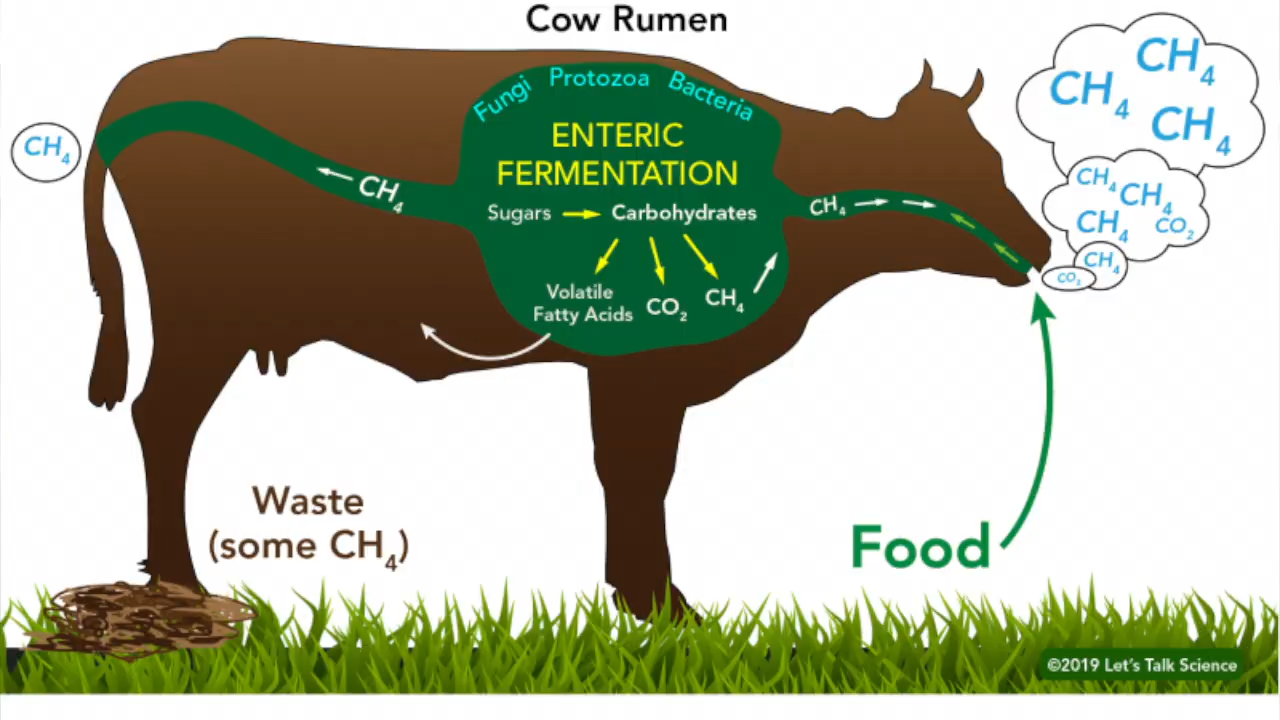 Cow Rumen
Fungi Protozoa Bacteria
ENTERIC
FERMENTATION
Sugars Carbohydrates
Volatile
Fatty Acids
CO₂
CH₄
CH₄
CH₄
CH₄
CH₄
CH₄
CH₄
CH₄
CH₄
CH₄
CO₂
CH₄
CO₂
Waste
(some CH₄)
Food
©2019 Let's Talk Science